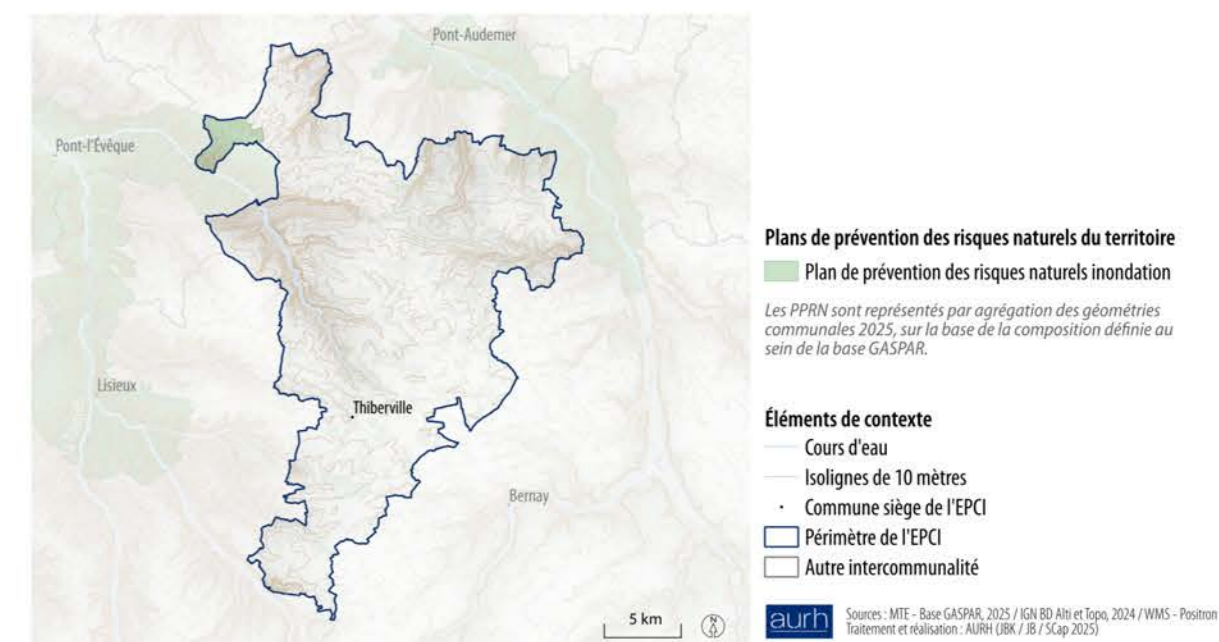 Pont-Audemer
Pont-l'Évêque
Lisieux
Thiberville
Bernay
5 km
N
Plans de prévention des risques naturels du territoire
Plan de prévention des risques naturels inondation
Les PPRN sont représentés par agrégation des géométries
communales 2025, sur la base de la composition définie au
sein de la base GASPAR.
Éléments de contexte
Cours d'eau
Isolignes de 10 mètres
Commune siège de l'EPCI
Périmètre de l'EPCI
Autre intercommunalité
aurh
Sources : MTE - Base GASPAR, 2025 / IGN BD Alti et Topo, 2024 / WMS - Positron
Traitement et réalisation : AURH (JBK / JB / SCap 2025)